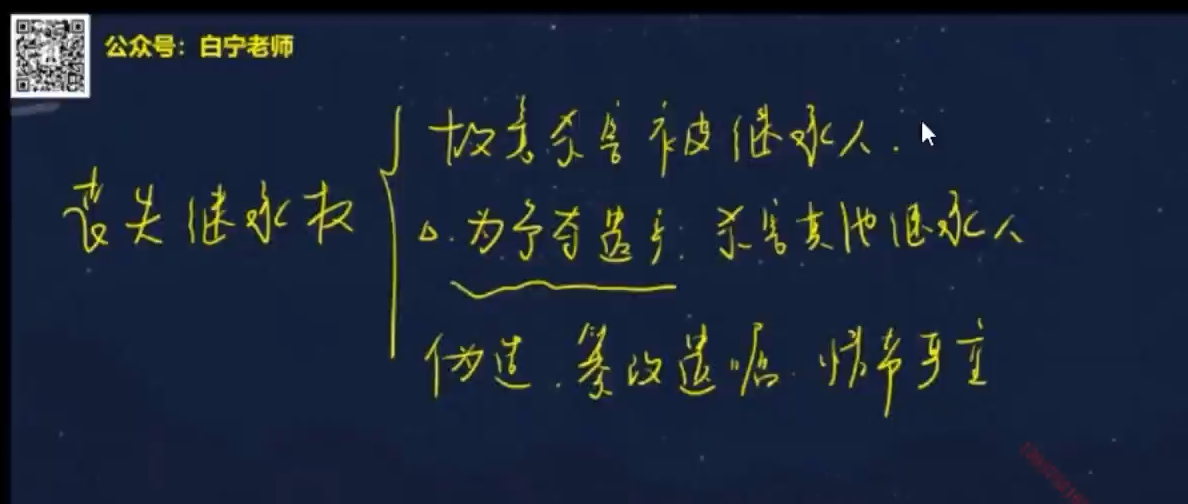 公众号：白宁老师
故意杀害被继承人.
丧失继承权
△.为争夺遗产.杀害其他继承人
伪造.篡改遗嘱.情节严重